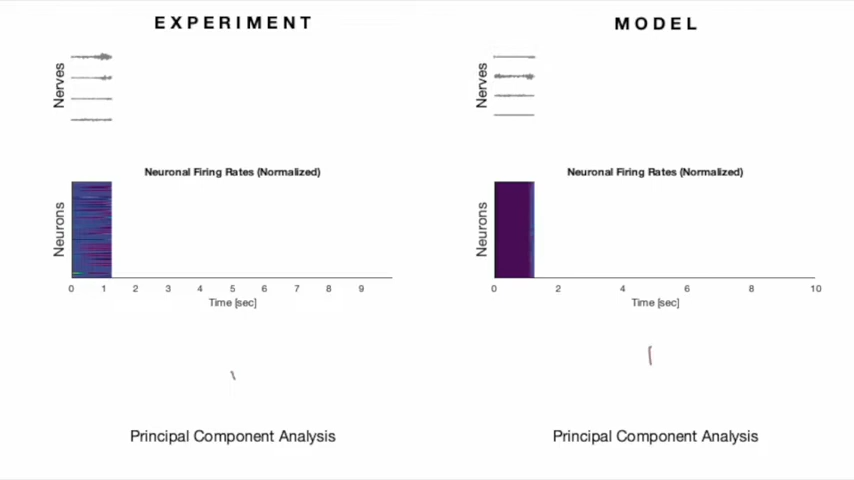 EXPERIMENT
Nerves
Neuronal Firing Rates (Normalized)
Neurons
0 1 2 3 4 5 6 7 8 9
Time [sec]
Principal Component Analysis
MODEL
Nerves
Neuronal Firing Rates (Normalized)
Neurons
0 2 4 6 8 10
Time [sec]
Principal Component Analysis